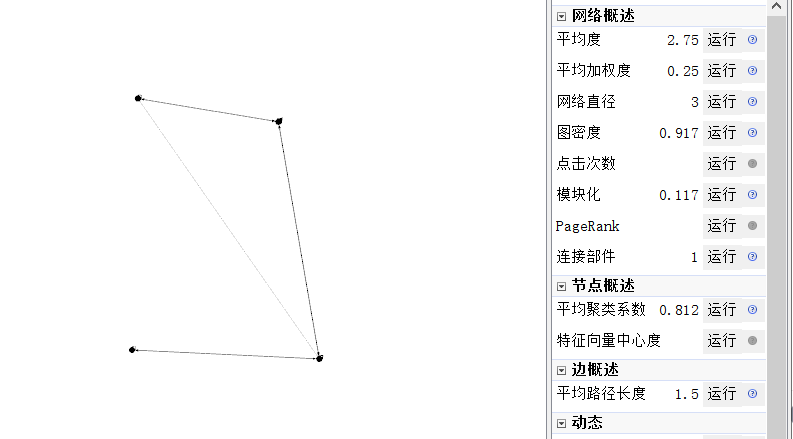 网络概述
平均度 2.75 运行
平均加权度 0.25 运行
网络直径 3 运行
图密度 0.917 运行
点击次数 运行
模块化 0.117 运行
PageRank 运行
连接部件 1 运行
节点概述
平均聚类系数 0.812 运行
特征向量中心度 运行
边概述
平均路径长度 1.5 运行
动态